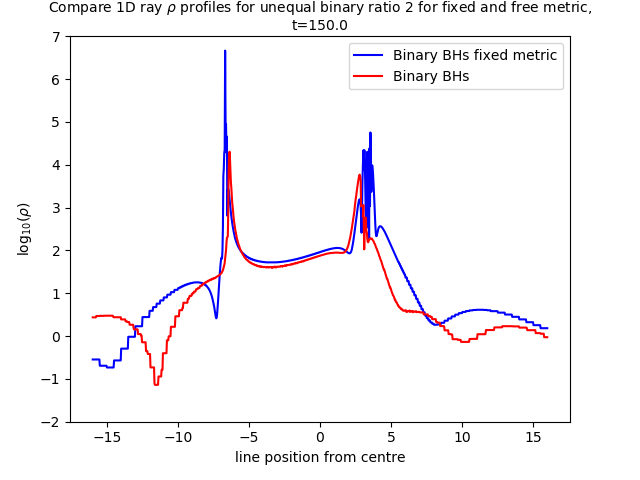 Compare 1D ray ρ profiles for unequal binary ratio 2 for fixed and free metric,
t=150.0
Binary BHs fixed metric
Binary BHs
log₁₀(ρ)
7
6
5
4
3
2
1
0
−1
−2
−15
−10
−5
0
5
10
15
line position from centre